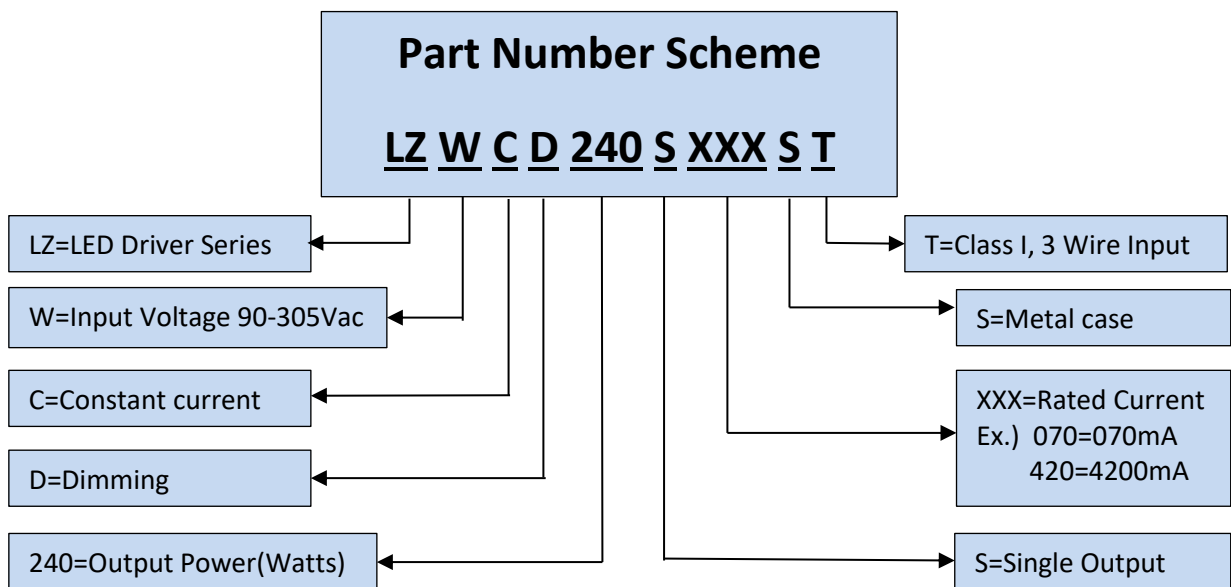 Part Number Scheme
LZ W C D 240 S XXX S T
LZ=LED Driver Series
W=Input Voltage 90-305Vac
C=Constant current
D=Dimming
240=Output Power(Watts)
T=Class I, 3 Wire Input
S=Metal case
XXX=Rated Current
Ex.) 070=070mA
420=4200mA
S=Single Output